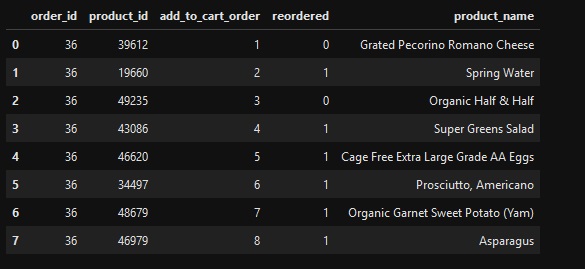 order_id product_id add_to_cart_order reordered product_name
0 36 39612 1 0 Grated Pecorino Romano Cheese
1 36 19660 2 1 Spring Water
2 36 49235 3 0 Organic Half & Half
3 36 43086 4 1 Super Greens Salad
4 36 46620 5 1 Cage Free Extra Large Grade AA Eggs
5 36 34497 6 1 Prosciutto, Americano
6 36 48679 7 1 Organic Garnet Sweet Potato (Yam)
7 36 46979 8 1 Asparagus